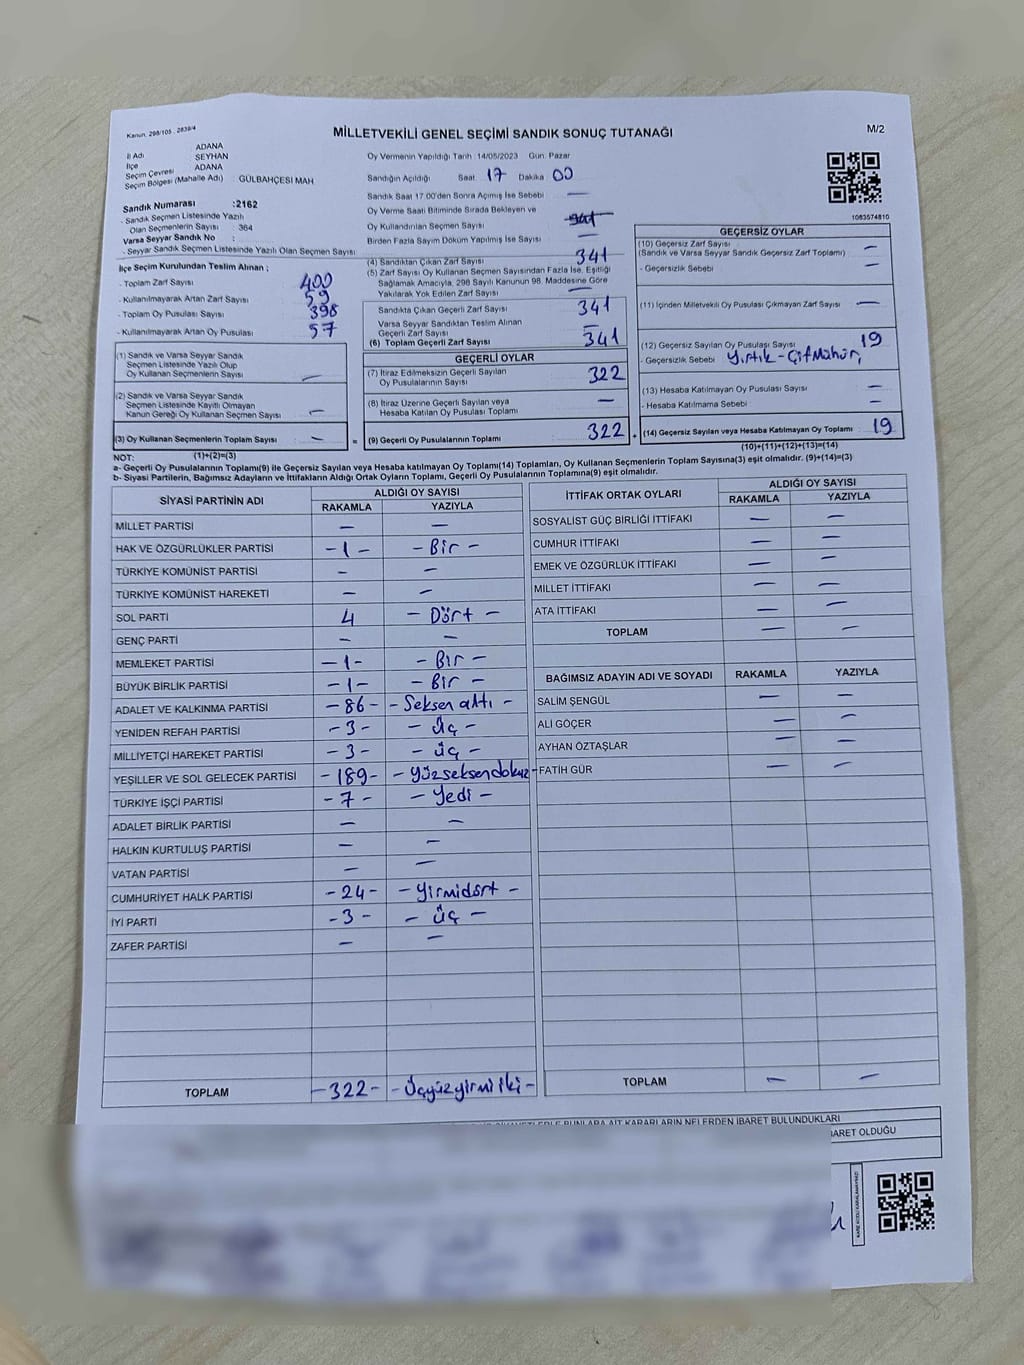 Kanun. 298/105 . 2839/4
MİLLETVEKİLİ GENEL SEÇİMİ SANDIK SONUÇ TUTANAĞI
M/2
İl Adı ADANA
İlçe SEYHAN
Seçim Çevresi ADANA
Seçim Bölgesi (Mahalle Adı) : GÜLBAHÇESİ MAH
Sandık Numarası :2162
- Sandık Seçmen Listesinde Yazılı
Olan Seçmenlerin Sayısı : 364
Varsa Seyyar Sandık No :
- Seyyar Sandık Seçmen Listesinde Yazılı Olan Seçmen Sayısı
Oy Vermenin Yapıldığı Tarih :14/05/2023 Gün: Pazar
Sandığın Açıldığı Saat: 17 Dakika 00
Sandık Saat 17.00'den Sonra Açılmış İse Sebebi —
Oy Verme Saati Bitiminde Sırada Bekleyen ve
Oy Kullandırılan Seçmen Sayısı
Birden Fazla Sayım Döküm Yapılmış İse Sayısı —
1083574810
İlçe Seçim Kurulundan Teslim Alınan ;
- Toplam Zarf Sayısı 400
- Kullanılmayarak Artan Zarf Sayısı 59
- Toplam Oy Pusulası Sayısı 398
- Kullanılmayarak Artan Oy Pusulası 57
(4) Sandıktan Çıkan Zarf Sayısı 341
(5) Zarf Sayısı Oy Kullanan Seçmen Sayısından Fazla İse, Eşitliği
Sağlamak Amacıyla, 298 Sayılı Kanunun 98. Maddesine Göre
Yakılarak Yok Edilen Zarf Sayısı —
Sandıkta Çıkan Geçerli Zarf Sayısı 341
Varsa Seyyar Sandıktan Teslim Alınan
Geçerli Zarf Sayısı —
(6) Toplam Geçerli Zarf Sayısı 341
GEÇERSİZ OYLAR
(10) Geçersiz Zarf Sayısı —
(Sandık ve Varsa Seyyar Sandık Geçersiz Zarf Toplamı)
- Geçersizlik Sebebi —
(11) İçinden Milletvekili Oy Pusulası Çıkmayan Zarf Sayısı —
(12) Geçersiz Sayılan Oy Pusulası Sayısı 19
- Geçersizlik Sebebi Yırtık - Çift Mühür,
(13) Hesaba Katılmayan Oy Pusulası Sayısı —
- Hesaba Katılmama Sebebi —
(14) Geçersiz Sayılan veya Hesaba Katılmayan Oy Toplamı 19
(10)+(11)+(12)+(13)=(14)
(1) Sandık ve Varsa Seyyar Sandık
Seçmen Listesinde Yazılı Olup
Oy Kullanan Seçmenlerin Sayısı —
(2) Sandık ve Varsa Seyyar Sandık
Seçmen Listesinde Kayıtlı Olmayan
Kanun Gereği Oy Kullanan Seçmen Sayısı —
(3) Oy Kullanan Seçmenlerin Toplam Sayısı —
(1)+(2)=(3)
=
GEÇERLİ OYLAR
(7) İtiraz Edilmeksizin Geçerli Sayılan
Oy Pusulalarının Sayısı 322
(8) İtiraz Üzerine Geçerli Sayılan veya
Hesaba Katılan Oy Pusulası Toplamı —
(9) Geçerli Oy Pusulalarının Toplamı 322
+
NOT:
a- Geçerli Oy Pusulalarının Toplamı(9) ile Geçersiz Sayılan veya Hesaba katılmayan Oy Toplamı(14) Toplamları, Oy Kullanan Seçmenlerin Toplam Sayısına(3) eşit olmalıdır. (9)+(14)=(3)
b- Siyasi Partilerin, Bağımsız Adayların ve İttifakların Aldığı Ortak Oyların Toplamı, Geçerli Oy Pusulalarının Toplamına(9) eşit olmalıdır.
SİYASİ PARTİNİN ADI
ALDIĞI OY SAYISI
RAKAMLA YAZIYLA
MİLLET PARTİSİ — —
HAK VE ÖZGÜRLÜKLER PARTİSİ -1- - Bir -
TÜRKİYE KOMÜNİST PARTİSİ — —
TÜRKİYE KOMÜNİST HAREKETİ — —
SOL PARTİ 4 - Dört -
GENÇ PARTİ — —
MEMLEKET PARTİSİ -1- - Bir -
BÜYÜK BİRLİK PARTİSİ -1- - Bir -
ADALET VE KALKINMA PARTİSİ -86- - Seksen altı -
YENİDEN REFAH PARTİSİ -3- - Üç -
MİLLİYETÇİ HAREKET PARTİSİ -3- - üç -
YEŞİLLER VE SOL GELECEK PARTİSİ -189- - Yüzseksendokuz -
TÜRKİYE İŞÇİ PARTİSİ -7- - Yedi -
ADALET BİRLİK PARTİSİ — —
HALKIN KURTULUŞ PARTİSİ — —
VATAN PARTİSİ — —
CUMHURİYET HALK PARTİSİ -24- - Yirmidört -
İYİ PARTİ -3- - Üç -
ZAFER PARTİSİ — —
TOPLAM -322- - Üçyüzyirmi iki -
İTTİFAK ORTAK OYLARI
ALDIĞI OY SAYISI
RAKAMLA YAZIYLA
SOSYALİST GÜÇ BİRLİĞİ İTTİFAKI — —
CUMHUR İTTİFAKI — —
EMEK VE ÖZGÜRLÜK İTTİFAKI — —
MİLLET İTTİFAKI — —
ATA İTTİFAKI — —
TOPLAM — —
BAĞIMSIZ ADAYIN ADI VE SOYADI RAKAMLA YAZIYLA
SALİM ŞENGÜL — —
ALİ GÖÇER — —
AYHAN ÖZTAŞLAR — —
FATİH GÜR — —
TOPLAM — —
BUNLARA AİT KARARLARIN NELERDEN İBARET BULUNDUKLARI
İBARET OLDUĞU